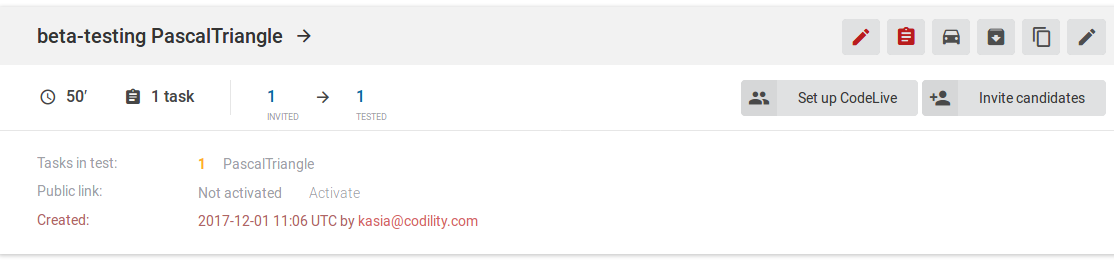 beta-testing PascalTriangle →
50′ 1 task 1 → 1 Set up CodeLive Invite candidates
INVITED TESTED
Tasks in test: 1 PascalTriangle
Public link: Not activated Activate
Created: 2017-12-01 11:06 UTC by kasia@codility.com